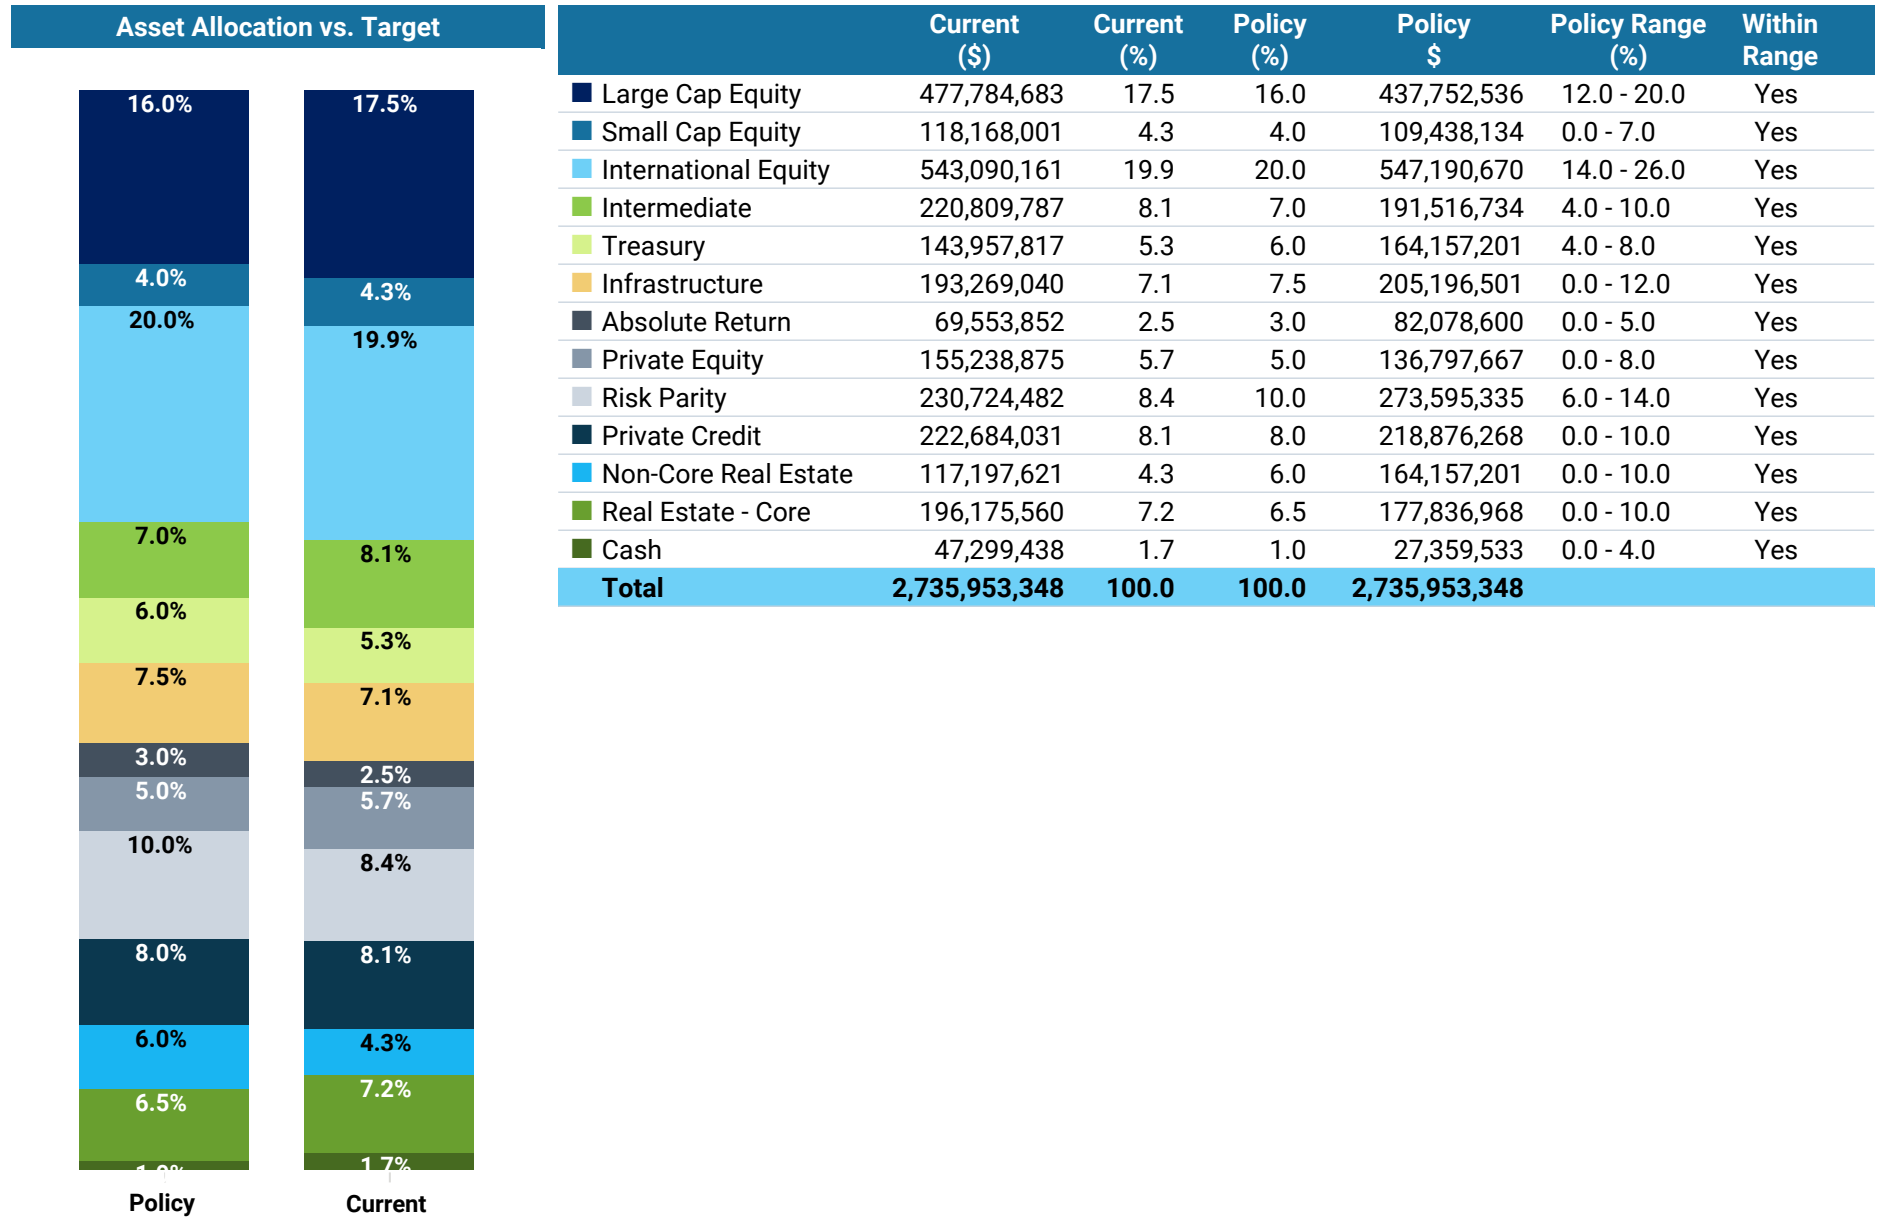 Asset Allocation vs. Target
16.0%
4.0%
20.0%
7.0%
6.0%
7.5%
3.0%
5.0%
10.0%
8.0%
6.0%
6.5%
1.0%
Policy
17.5%
4.3%
19.9%
8.1%
5.3%
7.1%
2.5%
5.7%
8.4%
8.1%
4.3%
7.2%
1.7%
Current
Current ($) Current (%) Policy (%) Policy $ Policy Range (%) Within Range
Large Cap Equity 477,784,683 17.5 16.0 437,752,536 12.0 - 20.0 Yes
Small Cap Equity 118,168,001 4.3 4.0 109,438,134 0.0 - 7.0 Yes
International Equity 543,090,161 19.9 20.0 547,190,670 14.0 - 26.0 Yes
Intermediate 220,809,787 8.1 7.0 191,516,734 4.0 - 10.0 Yes
Treasury 143,957,817 5.3 6.0 164,157,201 4.0 - 8.0 Yes
Infrastructure 193,269,040 7.1 7.5 205,196,501 0.0 - 12.0 Yes
Absolute Return 69,553,852 2.5 3.0 82,078,600 0.0 - 5.0 Yes
Private Equity 155,238,875 5.7 5.0 136,797,667 0.0 - 8.0 Yes
Risk Parity 230,724,482 8.4 10.0 273,595,335 6.0 - 14.0 Yes
Private Credit 222,684,031 8.1 8.0 218,876,268 0.0 - 10.0 Yes
Non-Core Real Estate 117,197,621 4.3 6.0 164,157,201 0.0 - 10.0 Yes
Real Estate - Core 196,175,560 7.2 6.5 177,836,968 0.0 - 10.0 Yes
Cash 47,299,438 1.7 1.0 27,359,533 0.0 - 4.0 Yes
Total 2,735,953,348 100.0 100.0 2,735,953,348